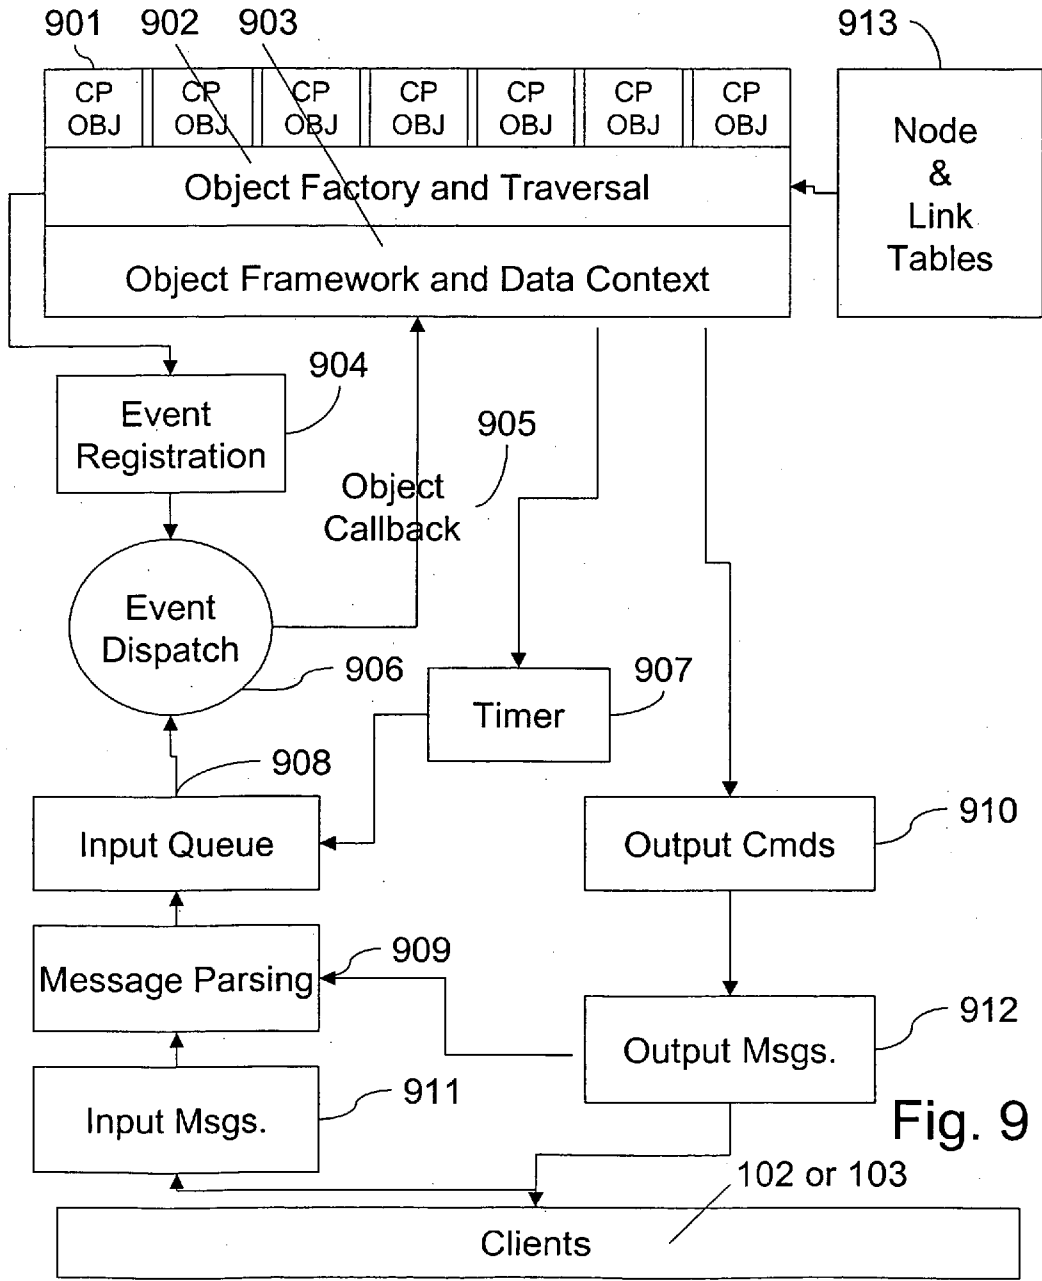 901 902 903 913
CP CP CP CP CP CP CP
OBJ OBJ OBJ OBJ OBJ OBJ OBJ
Node
&
Link
Tables
Object Factory and Traversal
Object Framework and Data Context
904
Event
Registration
905
Object
Callback
Event
Dispatch
906
907
Timer
908
Input Queue
910
Output Cmds
909
Message Parsing
912
Output Msgs.
911
Input Msgs.
Fig. 9
102 or 103
Clients